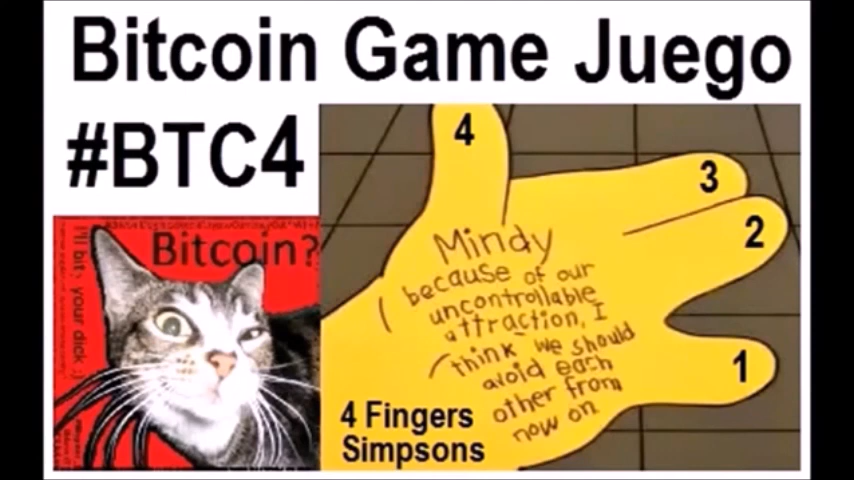 Bitcoin Game Juego
#BTC4
Bitcoin?
I'll bit; your dick :)
4
3
2
1
Mindy
because of our
uncontrollable
attraction, I
think we should
avoid each
other from
now on
4 Fingers
Simpsons